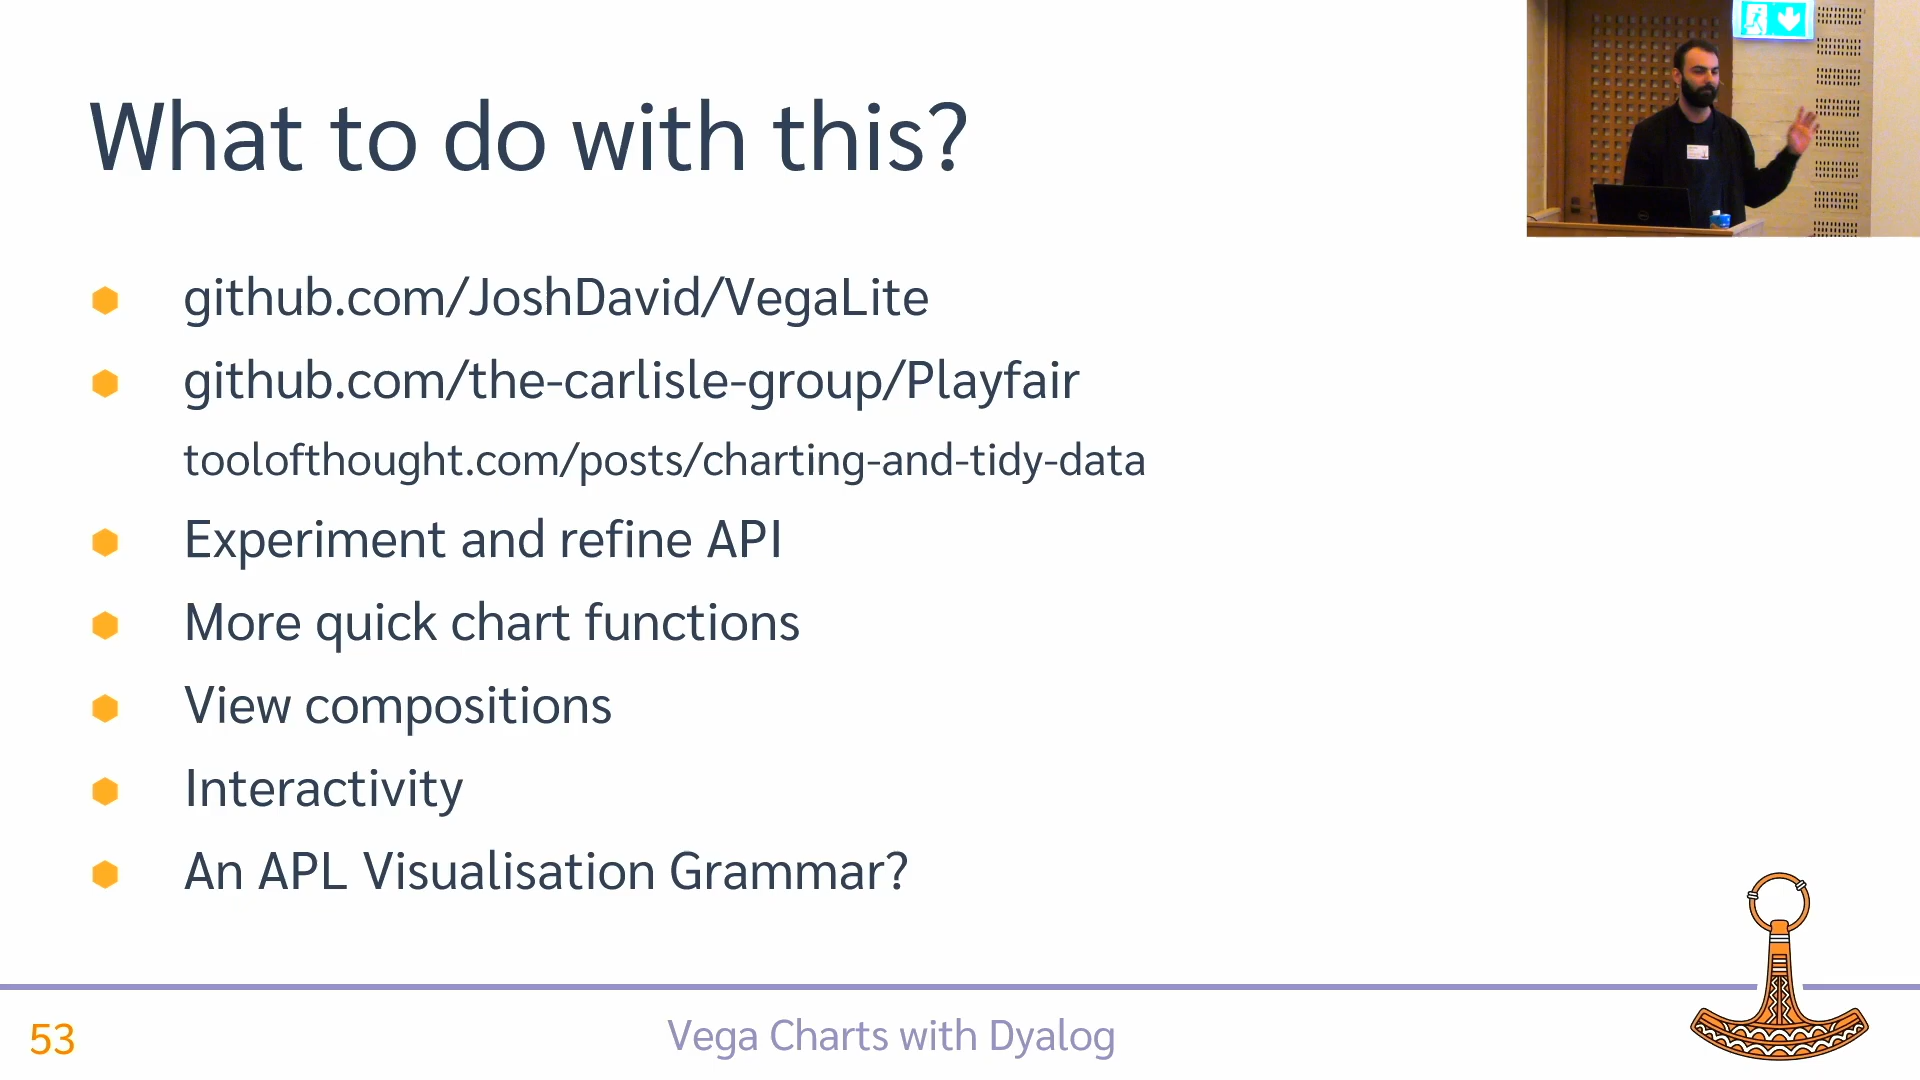 What to do with this?
github.com/JoshDavid/VegaLite
github.com/the-carlisle-group/Playfair
toolofthought.com/posts/charting-and-tidy-data
Experiment and refine API
More quick chart functions
View compositions
Interactivity
An APL Visualisation Grammar?
53
Vega Charts with Dyalog